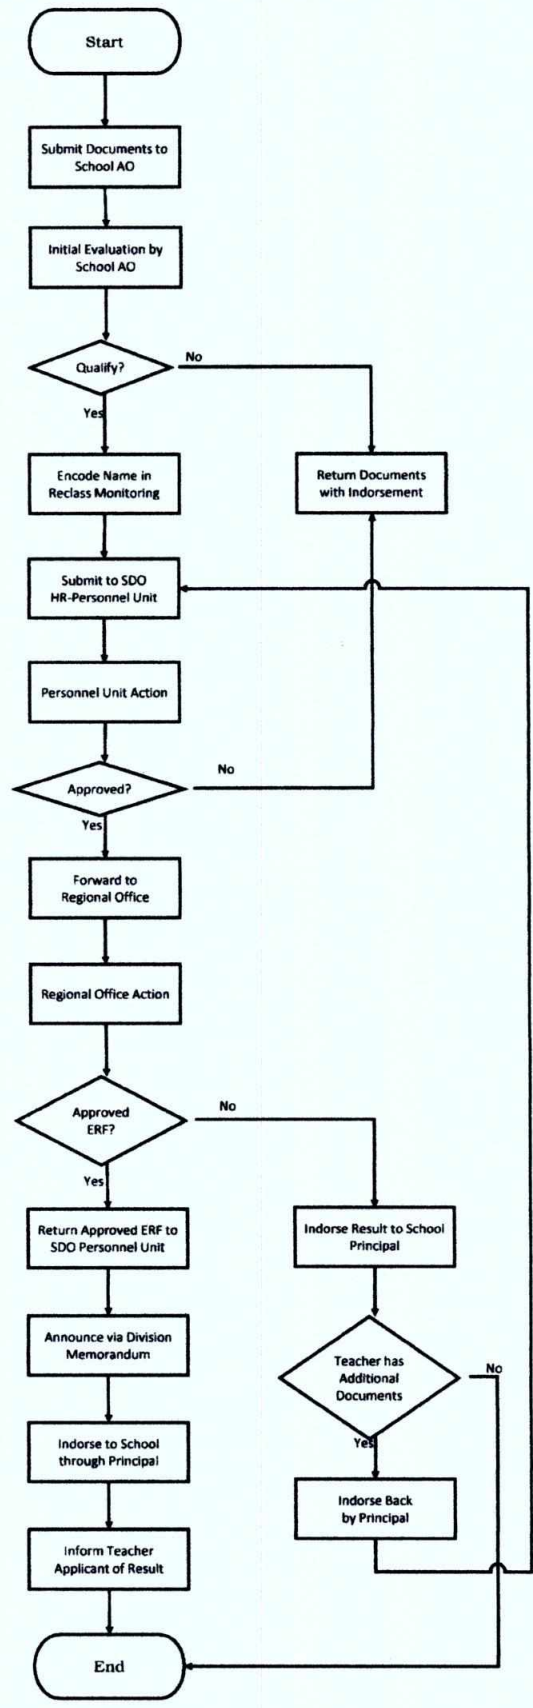 Start
Submit Documents to
School AO
Initial Evaluation by
School AO
Qualify?
No
Yes
Encode Name in
Reclass Monitoring
Return Documents
with Indorsement
Submit to SDO
HR-Personnel Unit
Personnel Unit Action
Approved?
No
Yes
Forward to
Regional Office
Regional Office Action
Approved
ERF?
No
Yes
Return Approved ERF to
SDO Personnel Unit
Indorse Result to School
Principal
Announce via Division
Memorandum
Teacher has
Additional
Documents
No
Yes
Indorse to School
through Principal
Indorse Back
by Principal
Inform Teacher
Applicant of Result
End